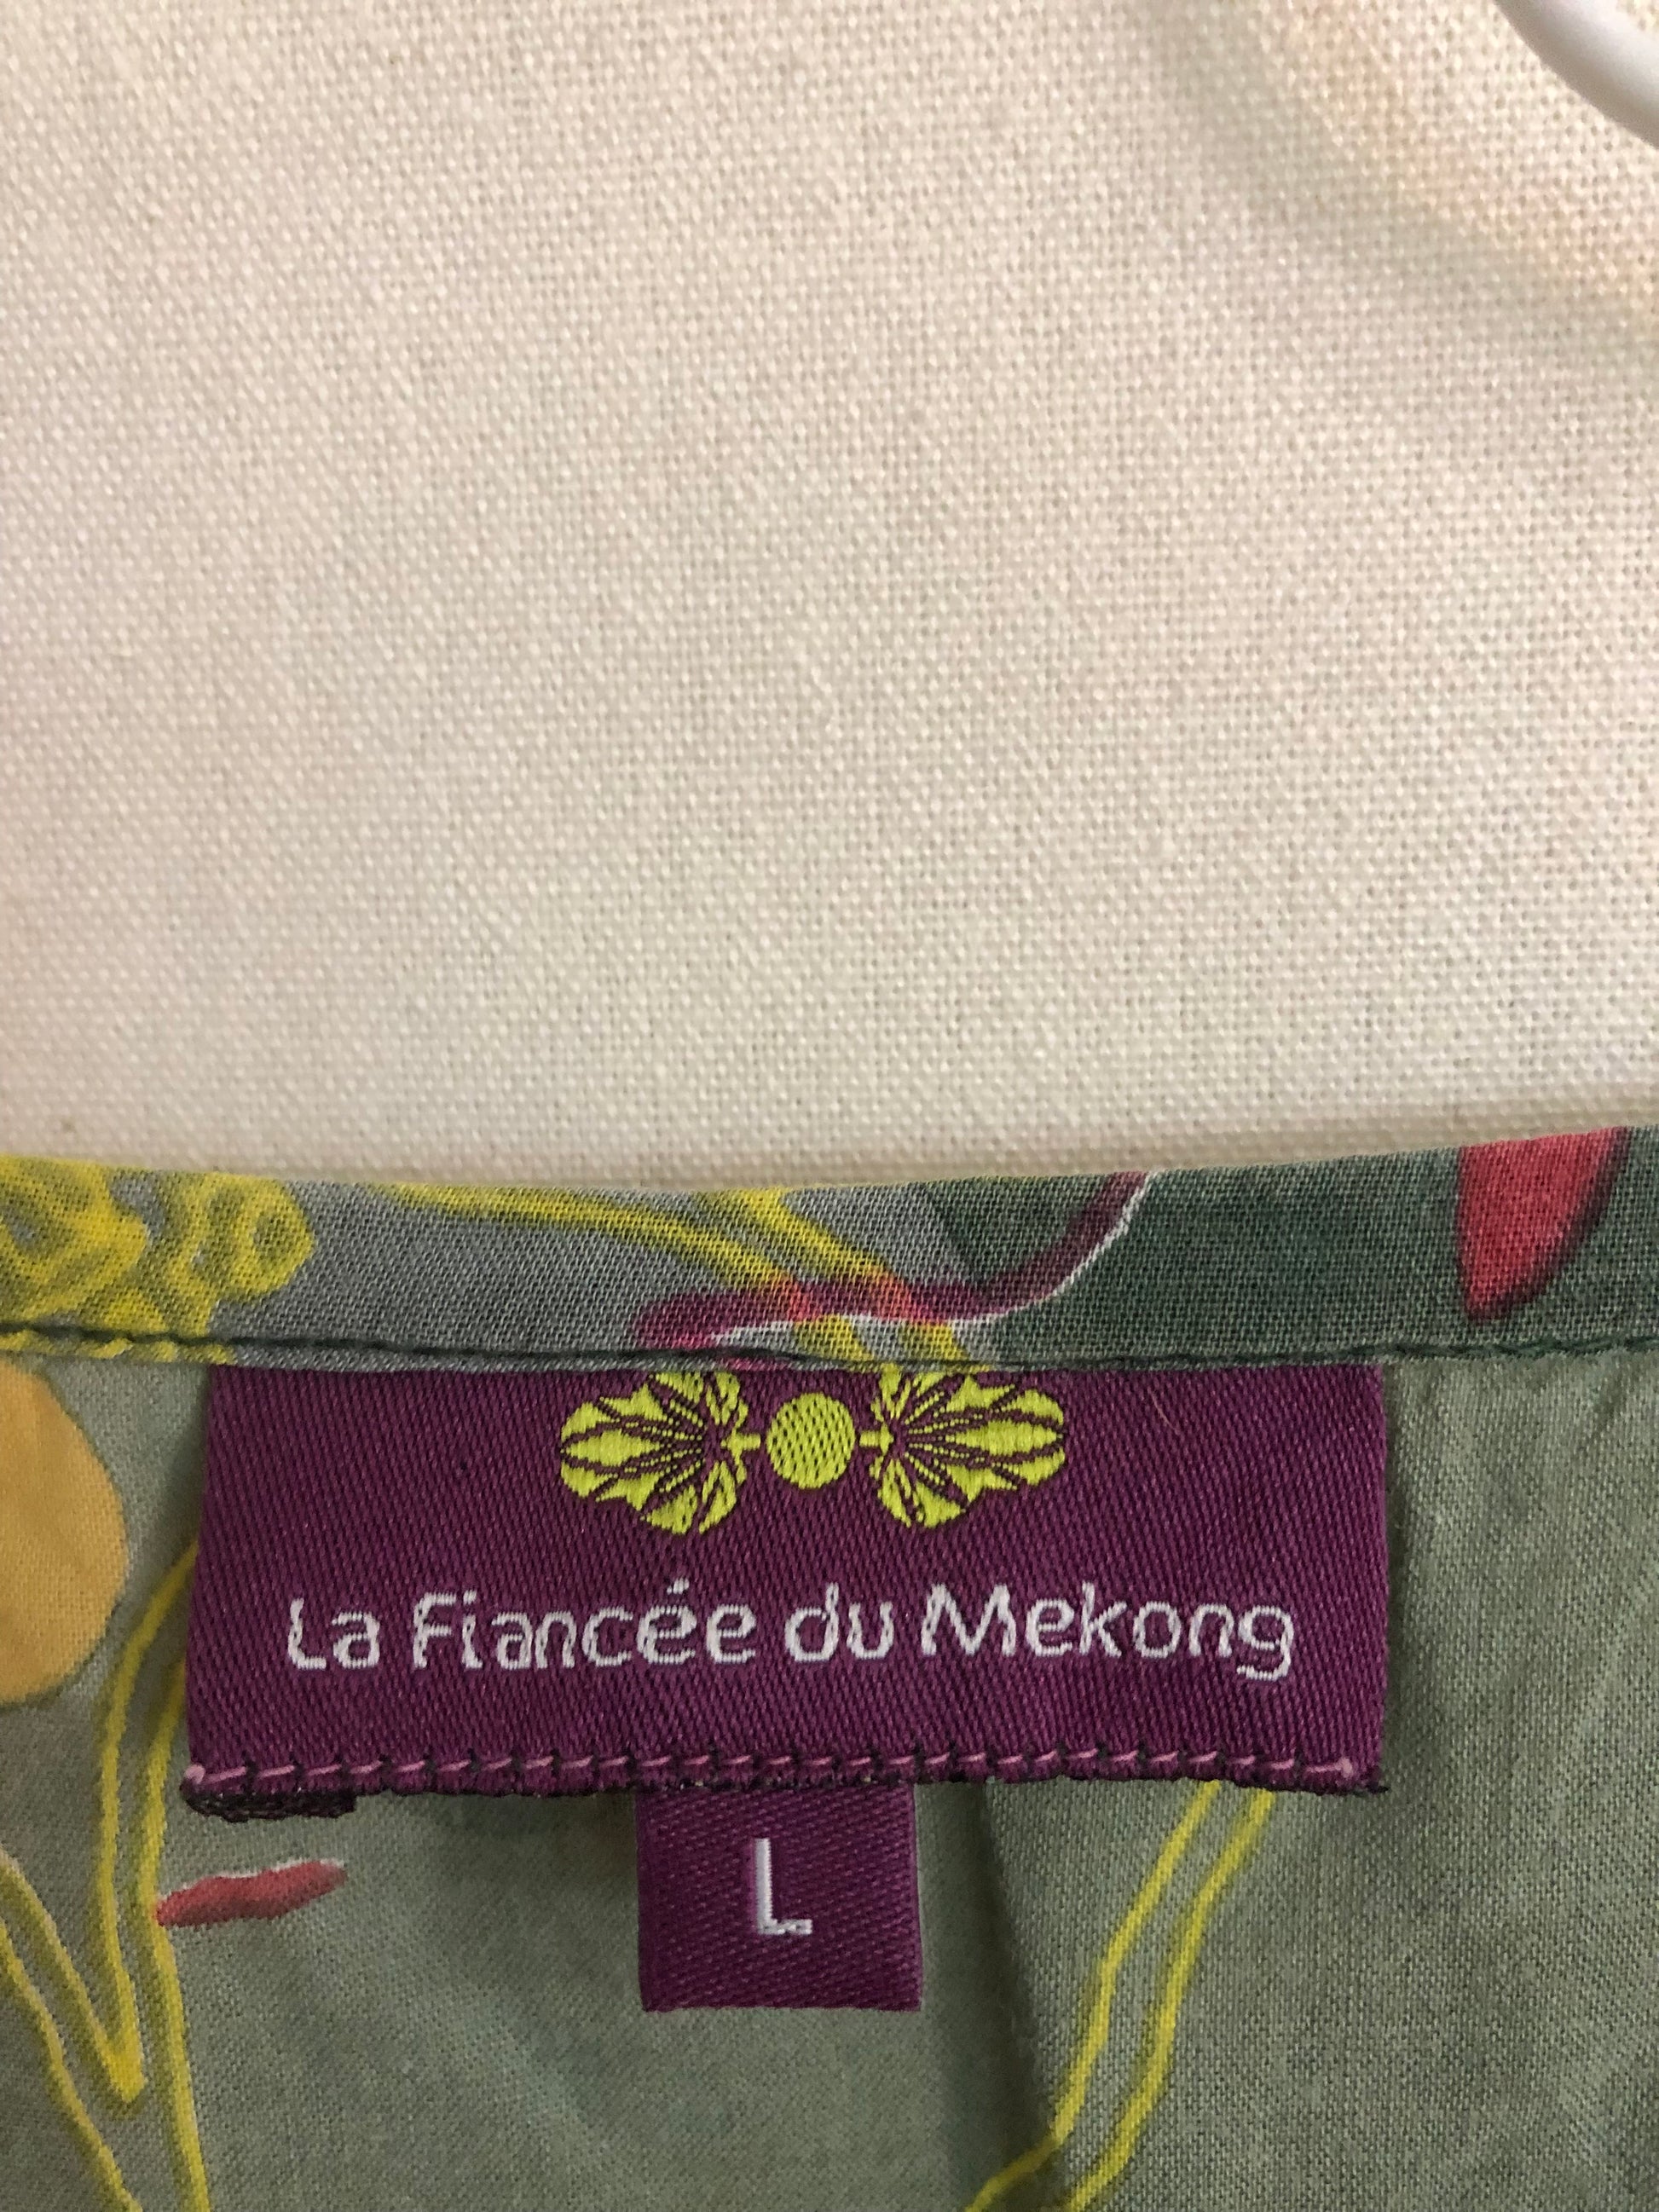 La Fiancée du Mekong
L